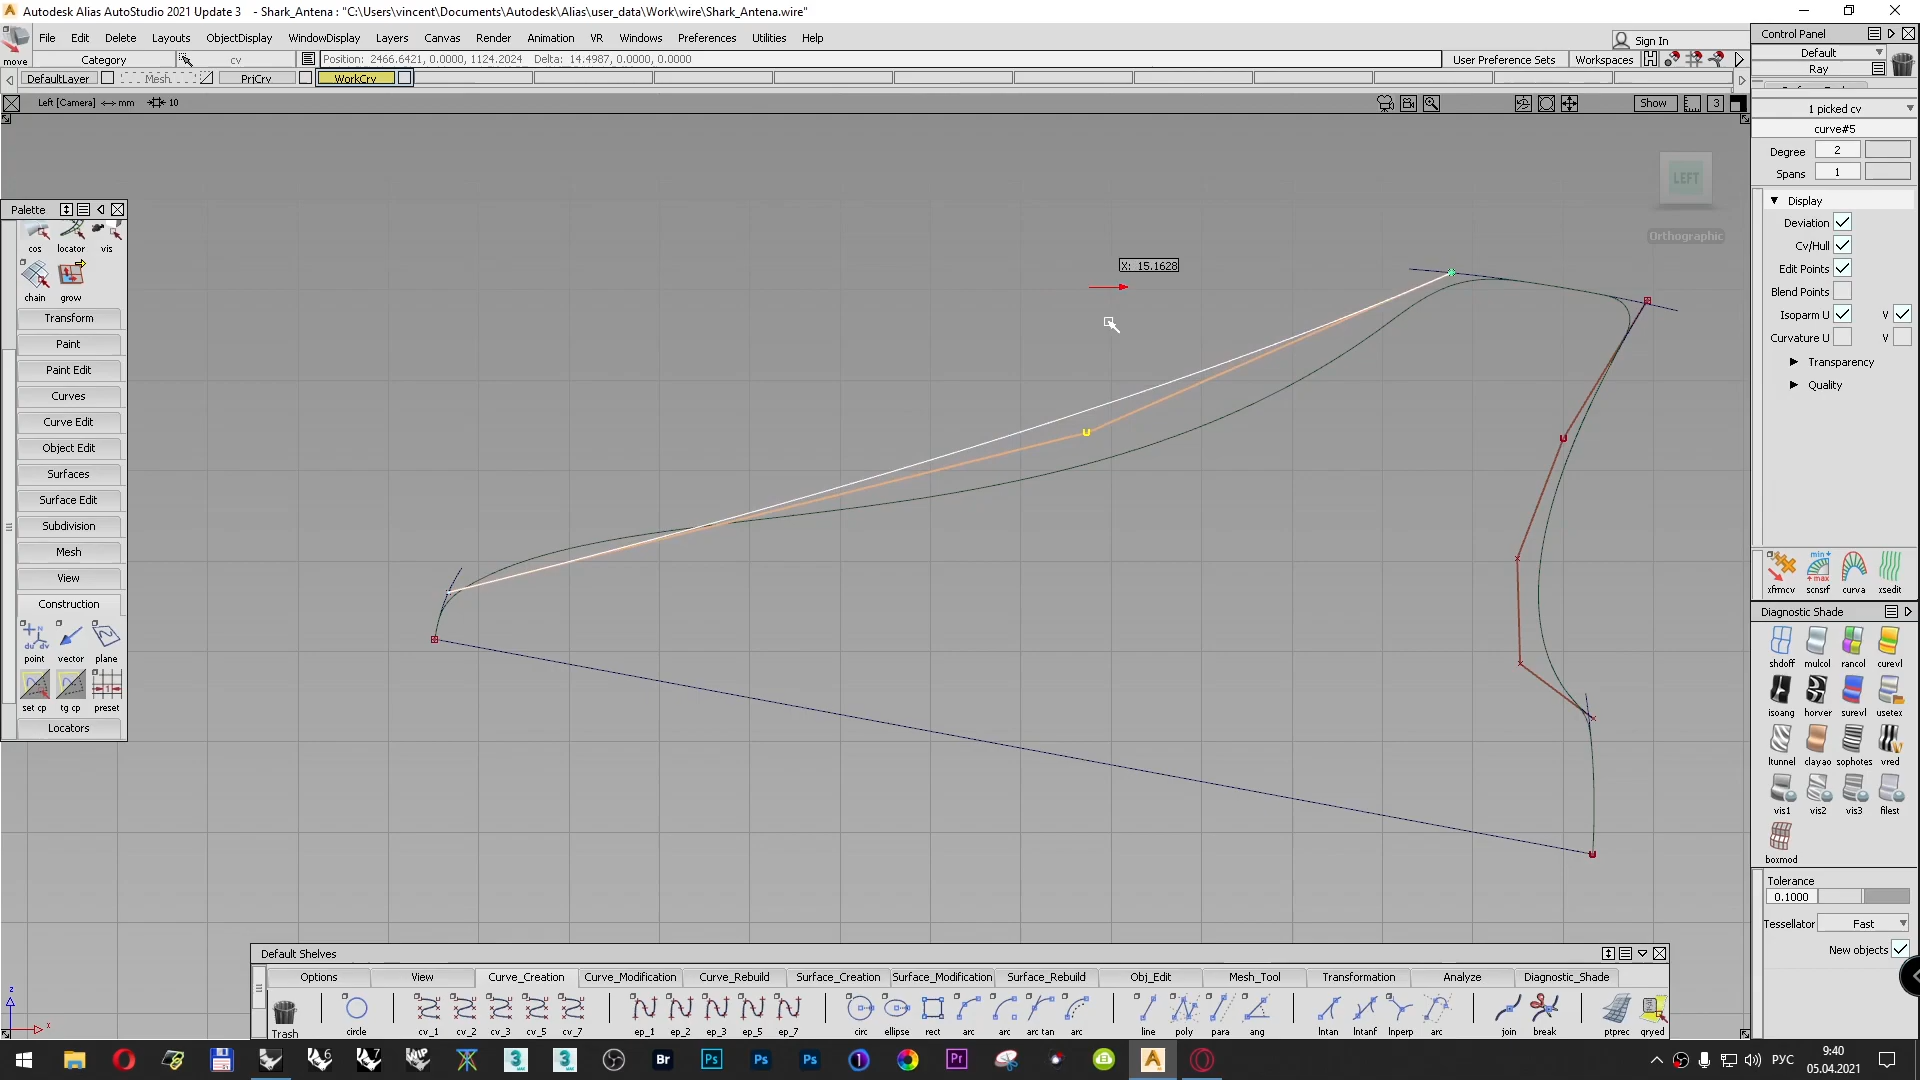 Autodesk Alias AutoStudio 2021 Update 3 - Shark_Antena : "C:\Users\vincent\Documents\Autodesk\Alias\user_data\Work\wire\Shark_Antena.wire"
File Edit Delete Layouts ObjectDisplay WindowDisplay Layers Canvas Render Animation VR Windows Preferences Utilities Help
Sign In
move
Category
cv
Position: 2466.6421, 0.0000, 1124.2024 Delta: 14.4987, 0.0000, 0.0000
User Preference Sets
Workspaces
DefaultLayer
Mesh
PrjCrv
WorkCrv
Left [Camera] mm 10
Show
3
LEFT
Orthographic
X: 15.1628
Palette
cos locator vis
chain grow
Transform
Paint
Paint Edit
Curves
Curve Edit
Object Edit
Surfaces
Surface Edit
Subdivision
Mesh
View
Construction
point vector plane
set cp tg cp preset
Locators
Control Panel
Default
Ray
1 picked cv
curve#5
Degree 2
Spans 1
Display
Deviation
Cv/Hull
Edit Points
Blend Points
Isoparm U V
Curvature U V
Transparency
Quality
xfrmcv scnsrf curva xsedit
Diagnostic Shade
shdoff mulcol rancol curevl
isoang horver surevl usetex
ltunnel clayao sophotes vred
vis1 vis2 vis3 filest
boxmod
Tolerance
0.1000
Tessellator Fast
New objects
Default Shelves
Options View Curve_Creation Curve_Modification Curve_Rebuild Surface_Creation Surface_Modification Surface_Rebuild Obj_Edit Mesh_Tool Transformation Analyze Diagnostic_Shade
Trash circle cv_1 cv_2 cv_3 cv_5 cv_7 ep_1 ep_2 ep_3 ep_5 ep_7 circ ellipse rect arc arc arc tan arc line poly para ang lntan lntanf lnperp arc join break ptprec qryed
z
x
Br Ps Ps Ps Pr
РУС
9:40
05.04.2021